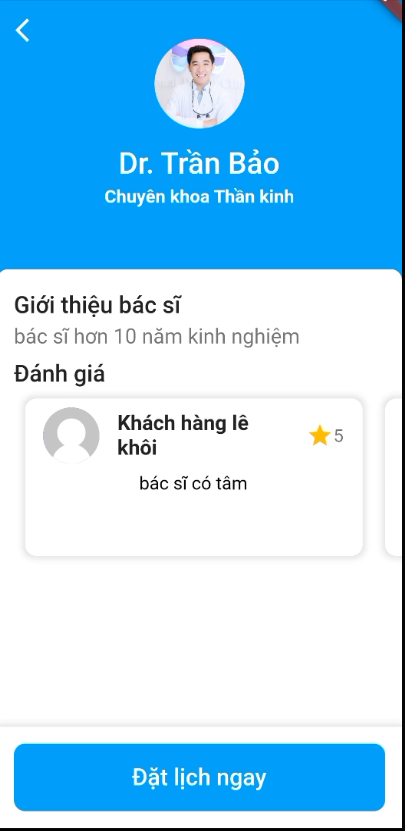 Dr. Trần Bảo
Chuyên khoa Thần kinh
Giới thiệu bác sĩ
bác sĩ hơn 10 năm kinh nghiệm
Đánh giá
Khách hàng lê
khôi
5
bác sĩ có tâm
Đặt lịch ngay